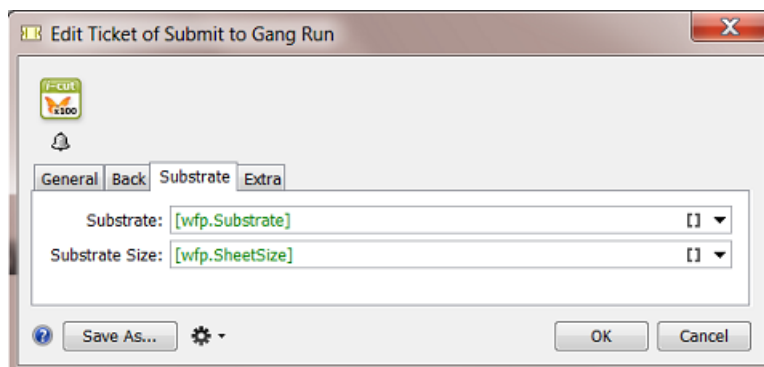 Edit Ticket of Submit to Gang Run
i-cut
x100
General Back Substrate Extra
Substrate: [wfp.Substrate] []
Substrate Size: [wfp.SheetSize] []
Save As... OK Cancel